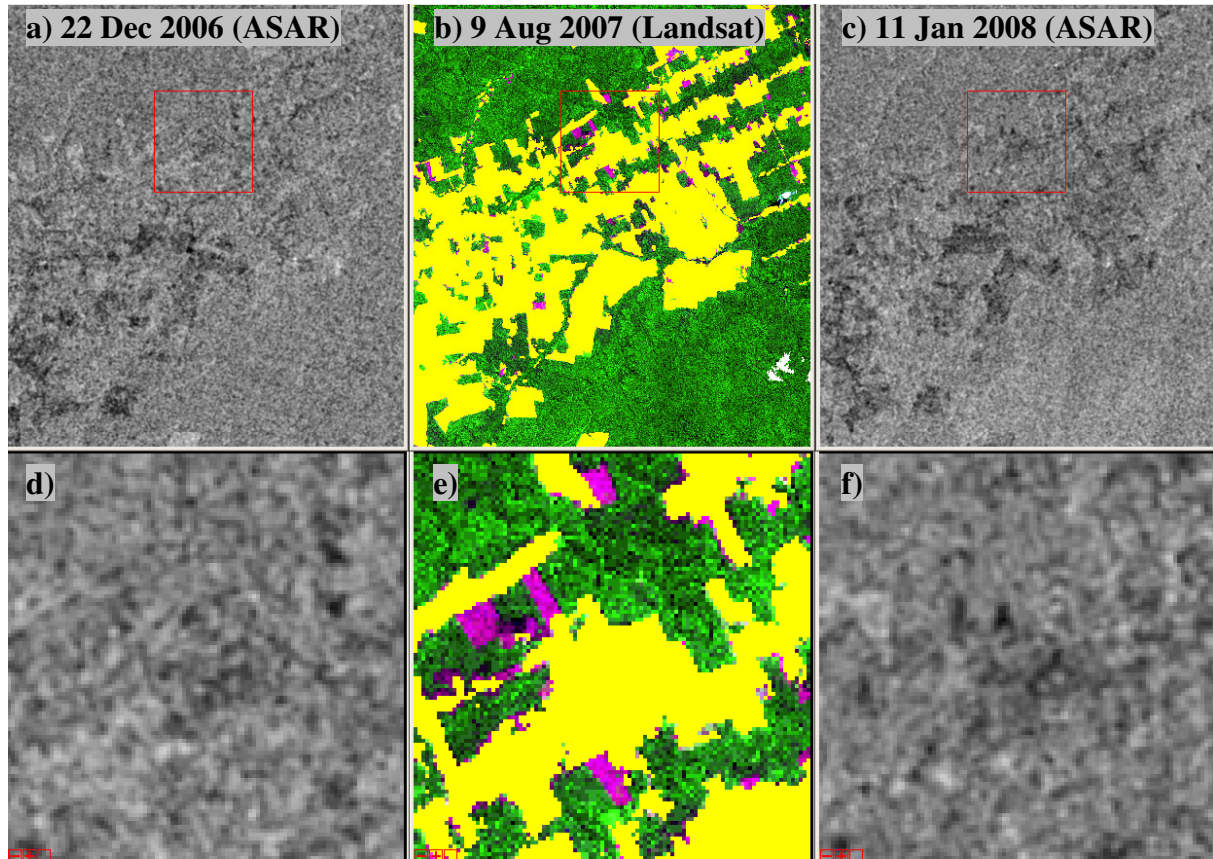 a) 22 Dec 2006 (ASAR)
b) 9 Aug 2007 (Landsat)
c) 11 Jan 2008 (ASAR)
d)
e)
f)